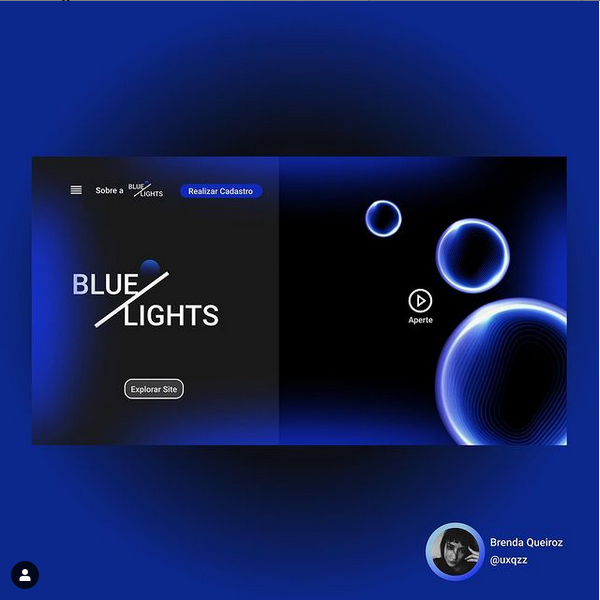 Sobre a
BLUE
LIGHTS
Realizar Cadastro
BLUE
LIGHTS
Explorar Site
Aperte
Brenda Queiroz
@uxqzz